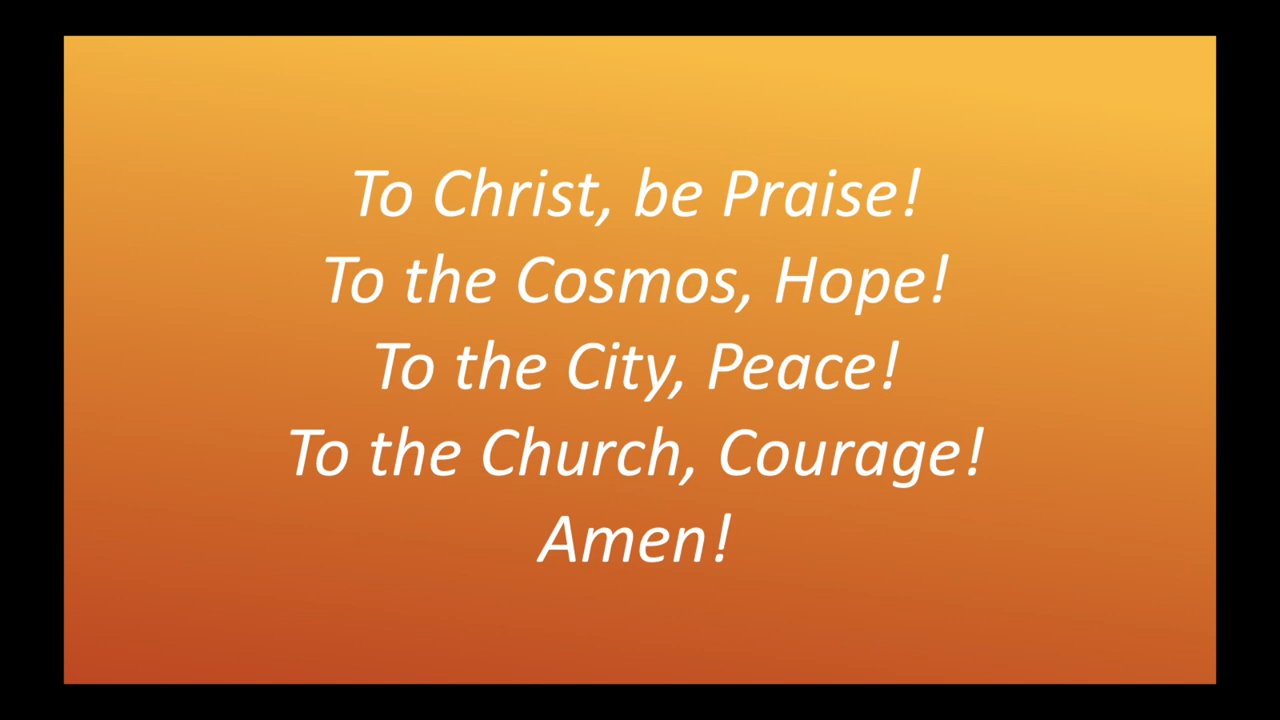 To Christ, be Praise!
To the Cosmos, Hope!
To the City, Peace!
To the Church, Courage!
Amen!